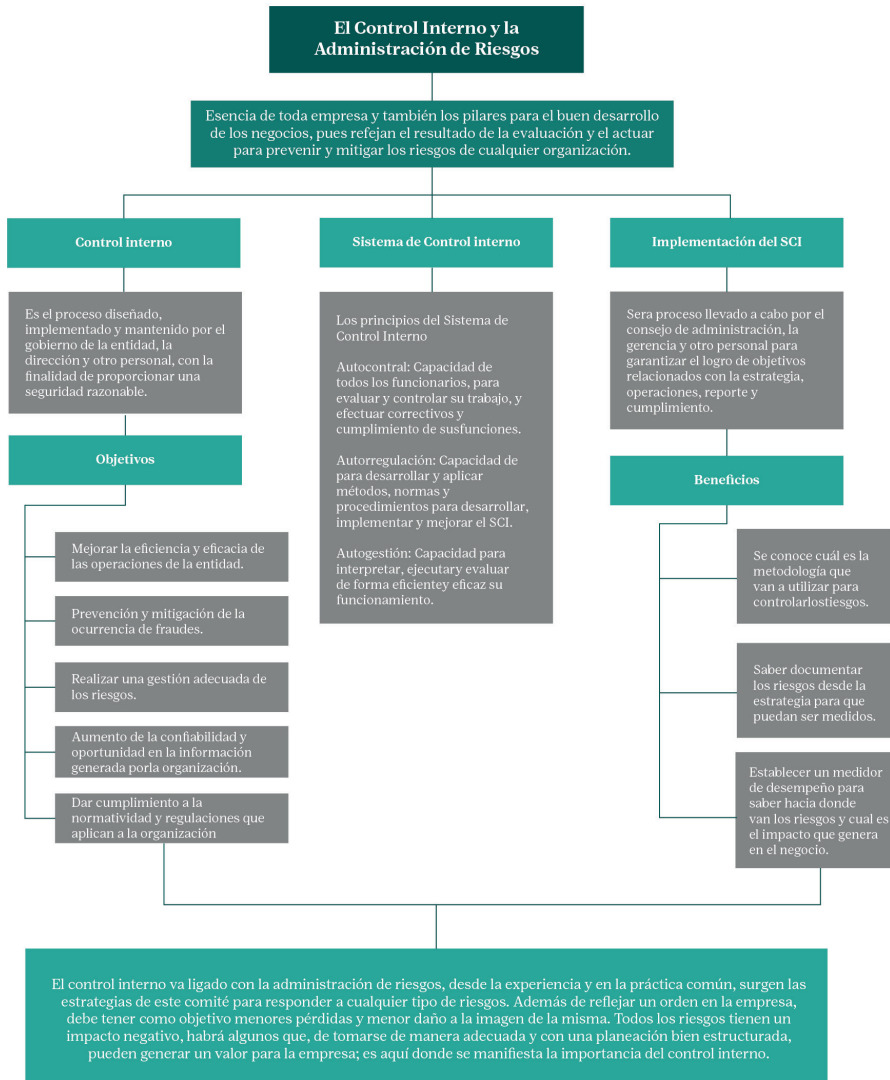 El Control Interno y la
Administración de Riesgos
Esencia de toda empresa y también los pilares para el buen desarrollo
de los negocios, pues refejan el resultado de la evaluación y el actuar
para prevenir y mitigar los riesgos de cualquier organización.
Control interno
Es el proceso diseñado,
implementado y mantenido por el
gobierno de la entidad, la
dirección y otro personal, con la
finalidad de proporcionar una
seguridad razonable.
Objetivos
Mejorar la eficiencia y eficacia de
las operaciones de la entidad.
Prevención y mitigación de la
ocurrencia de fraudes.
Realizar una gestión adecuada de
los riesgos.
Aumento de la confiabilidad y
oportunidad en la información
generada porla organización.
Dar cumplimiento a la
normatividad y regulaciones que
aplican a la organización
Sistema de Control interno
Los principios del Sistema de
Control Interno
Autocontral: Capacidad de
todos los funcionarios, para
evaluar y controlar su trabajo, y
efectuar correctivos y
cumplimiento de susfunciones.
Autorregulación: Capacidad de
para desarrollar y aplicar
métodos, normas y
procedimientos para desarrollar,
implementar y mejorar el SCI.
Autogestión: Capacidad para
interpretar, ejecutary evaluar
de forma eficientey eficaz su
funcionamiento.
Implementación del SCI
Sera proceso llevado a cabo por el
consejo de administración, la
gerencia y otro personal para
garantizar el logro de objetivos
relacionados con la estrategia,
operaciones, reporte y
cumplimiento.
Beneficios
Se conoce cuál es la
metodología que
van a utilizar para
controlarlostiesgos.
Saber documentar
los riesgos desde la
estrategia para que
puedan ser medidos.
Establecer un medidor
de desempeño para
saber hacia donde
van los riesgos y cual es
el impacto que genera
en el negocio.
El control interno va ligado con la administración de riesgos, desde la experiencia y en la práctica común, surgen las
estrategias de este comité para responder a cualquier tipo de riesgos. Además de reflejar un orden en la empresa,
debe tener como objetivo menores pérdidas y menor daño a la imagen de la misma. Todos los riesgos tienen un
impacto negativo, habrá algunos que, de tomarse de manera adecuada y con una planeación bien estructurada,
pueden generar un valor para la empresa; es aquí donde se manifiesta la importancia del control interno.